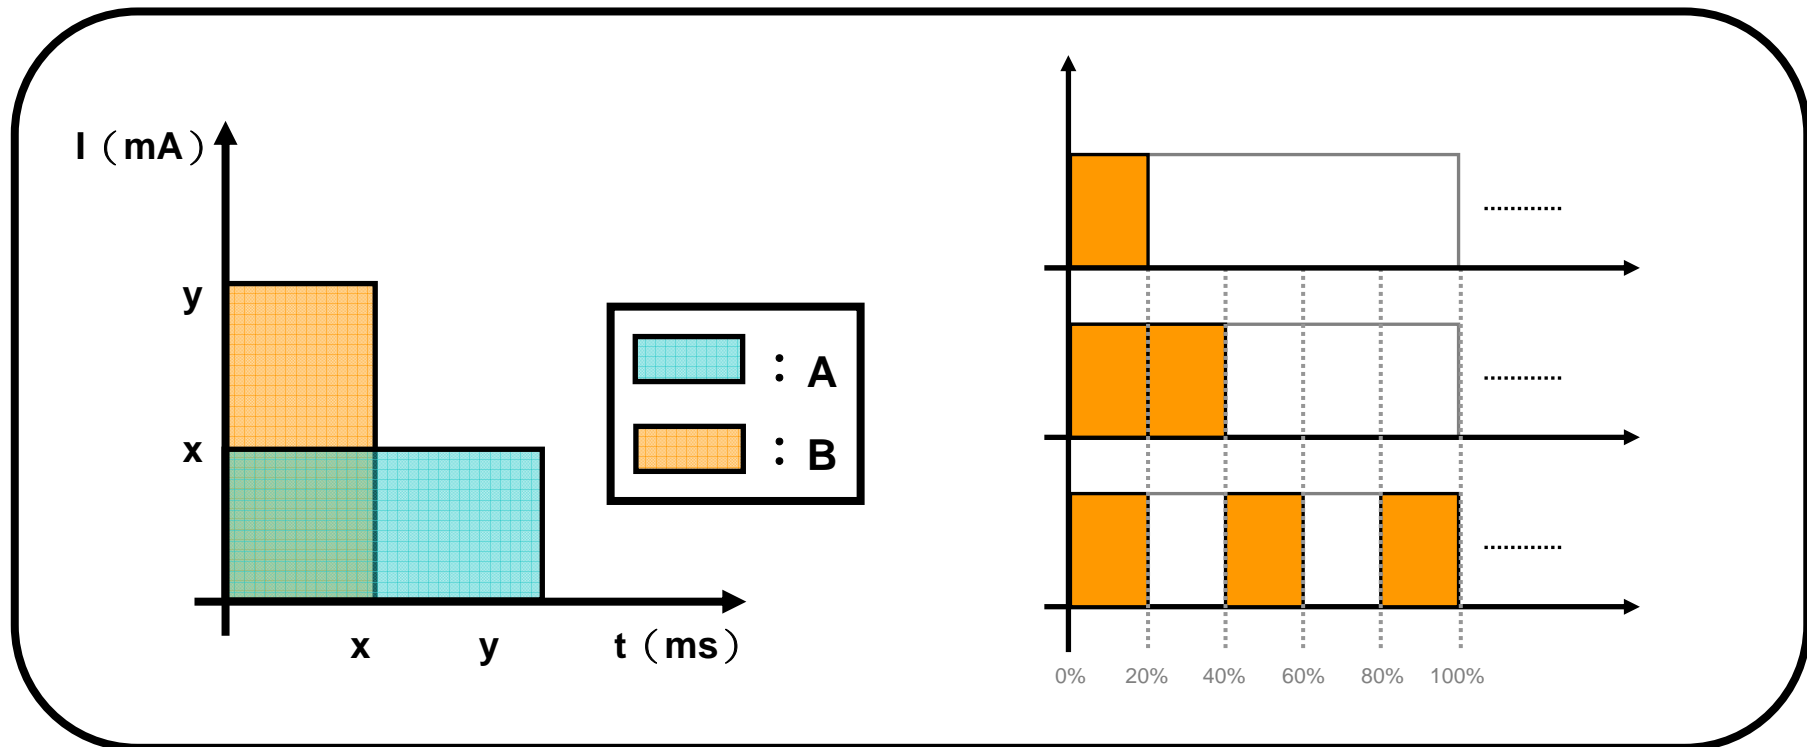 I（mA）
y
x
x y t（ms）
：A
：B
0% 20% 40% 60% 80% 100%